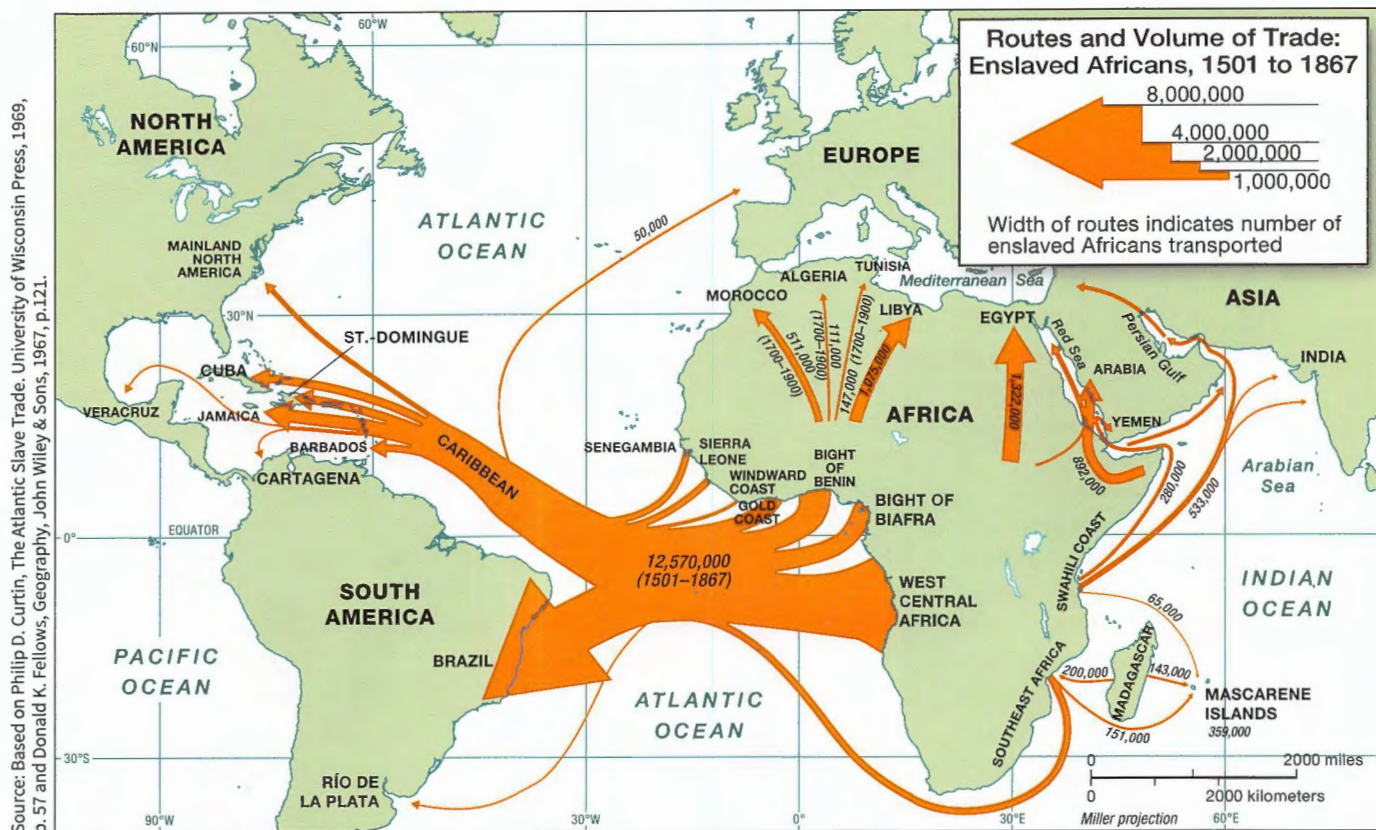 Source: Based on Philip D. Curtin, The Atlantic Slave Trade. University of Wisconsin Press, 1969,
p. 57 and Donald K. Fellows, Geography, John Wiley & Sons, 1967, p.121.
Routes and Volume of Trade:
Enslaved Africans, 1501 to 1867
8,000,000
4,000,000
2,000,000
1,000,000
Width of routes indicates number of
enslaved Africans transported
90°W
60°W
30°W
0°
30°E
60°E
60°N
30°N
EQUATOR
0°
30°S
60°W
60°N
NORTH
AMERICA
EUROPE
ASIA
ATLANTIC
OCEAN
50,000
MAINLAND
NORTH
AMERICA
ST.-DOMINGUE
CUBA
VERACRUZ
JAMAICA
BARBADOS
CARTAGENA
CARIBBEAN
ALGERIA
TUNISIA
Mediterranean Sea
MOROCCO
LIBYA
EGYPT
511,000
(1700–1900)
111,000
(1700–1900)
147,000 (1700–1900)
1,075,000
1,322,000
Red Sea
Persian Gulf
ARABIA
INDIA
YEMEN
AFRICA
892,000
280,000
533,000
Arabian
Sea
SENEGAMBIA
SIERRA
LEONE
WINDWARD
COAST
GOLD
COAST
BIGHT
OF
BENIN
BIGHT OF
BIAFRA
12,570,000
(1501–1867)
WEST
CENTRAL
AFRICA
SWAHILI COAST
INDIAN
OCEAN
SOUTH
AMERICA
BRAZIL
PACIFIC
OCEAN
ATLANTIC
OCEAN
RÍO DE
LA PLATA
SOUTHEAST AFRICA
65,000
200,000
143,000
151,000
MADAGASCAR
MASCARENE
ISLANDS
359,000
0 2000 miles
0 2000 kilometers
Miller projection